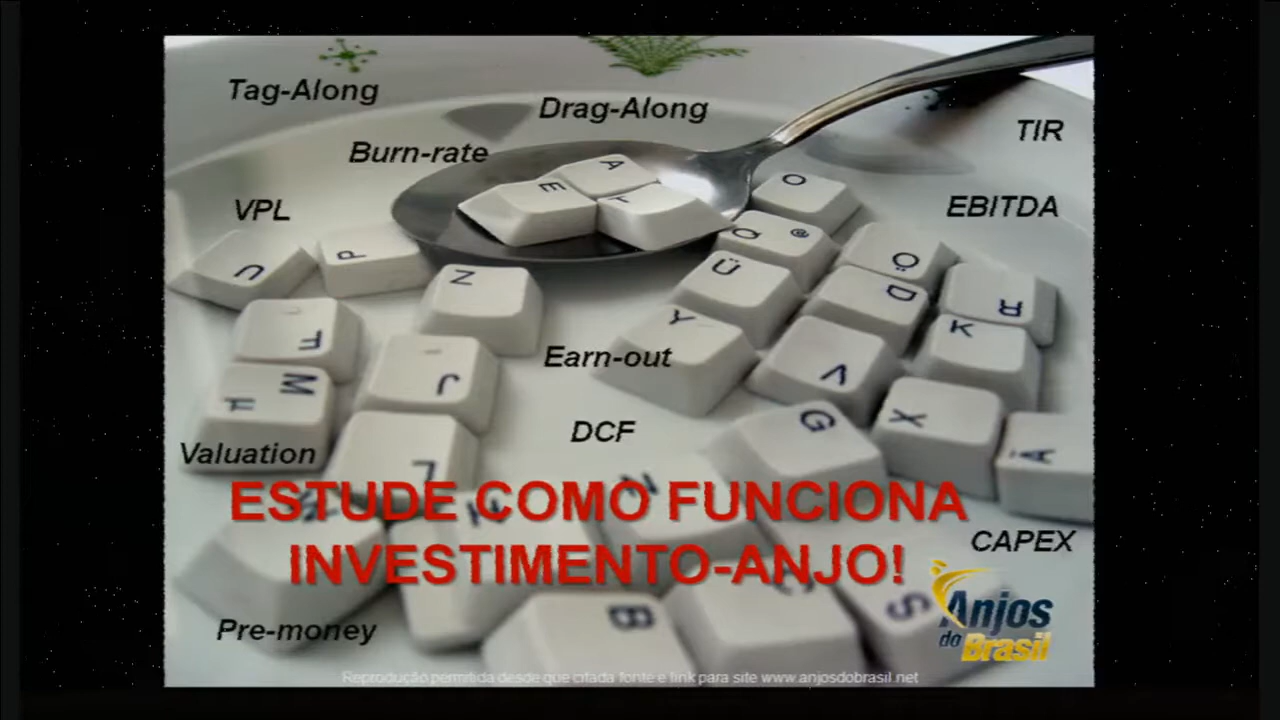 Tag-Along
Drag-Along
TIR
Burn-rate
VPL
EBITDA
A
E
O
Q @
U
P
Z
Ü
Ö
D
R
F
Y
K
M
µ
J
V
G
X
Ä
Earn-out
DCF
Valuation
L
ESTUDE COMO FUNCIONA
INVESTIMENTO-ANJO!
CAPEX
B
S
Anjos
do Brasil
Pre-money
Reprodução permitida desde que citada fonte e link para site www.anjosdobrasil.net